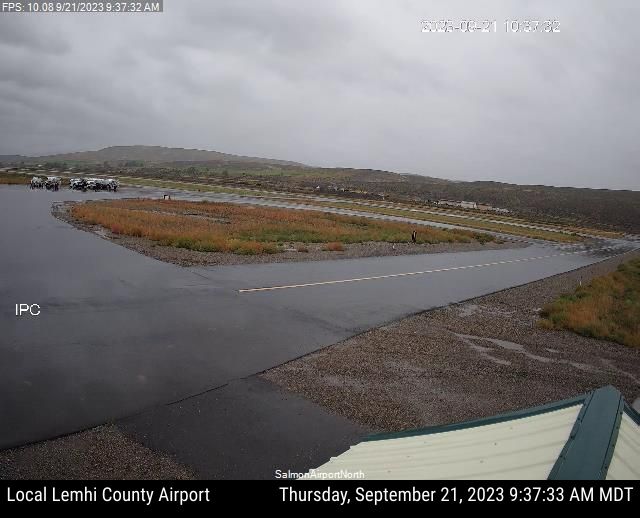 FPS: 10.08 9/21/2023 9:37:32 AM
2023-09-21 10:37:32
IPC
SalmonAirportNorth
Local Lemhi County Airport
Thursday, September 21, 2023 9:37:33 AM MDT